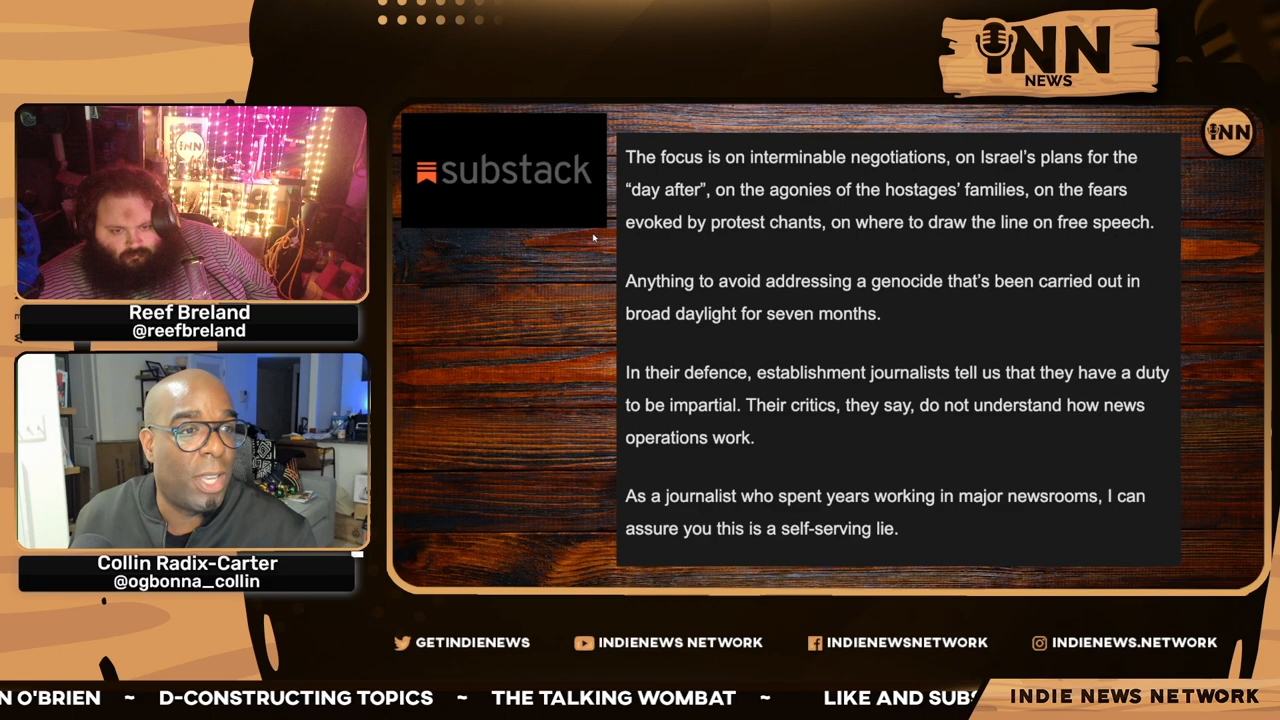 INN
NEWS
INN
INN
substack
The focus is on interminable negotiations, on Israel's plans for the
“day after”, on the agonies of the hostages’ families, on the fears
evoked by protest chants, on where to draw the line on free speech.
Anything to avoid addressing a genocide that’s been carried out in
broad daylight for seven months.
In their defence, establishment journalists tell us that they have a duty
to be impartial. Their critics, they say, do not understand how news
operations work.
As a journalist who spent years working in major newsrooms, I can
assure you this is a self-serving lie.
Reef Breland
@reefbreland
Collin Radix-Carter
@ogbonna_collin
GETINDIENEWS
INDIENEWS NETWORK
INDIENEWSNETWORK
INDIENEWS.NETWORK
N O'BRIEN ~ D-CONSTRUCTING TOPICS ~ THE TALKING WOMBAT ~ LIKE AND SUBS
INDIE NEWS NETWORK